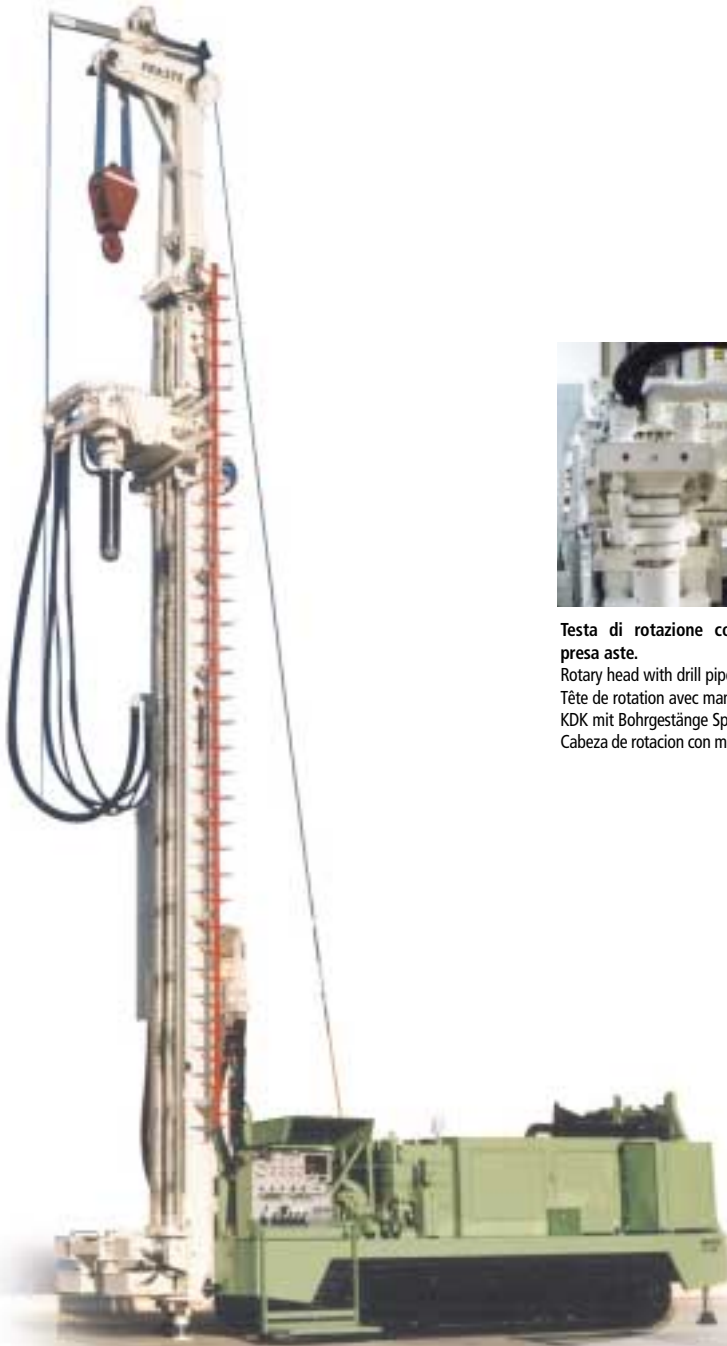 FRASTE
Testa di rotazione co
presa aste.
Rotary head with drill pipe
Tête de rotation avec mar
KDK mit Bohrgestänge Sp
Cabeza de rotacion con m